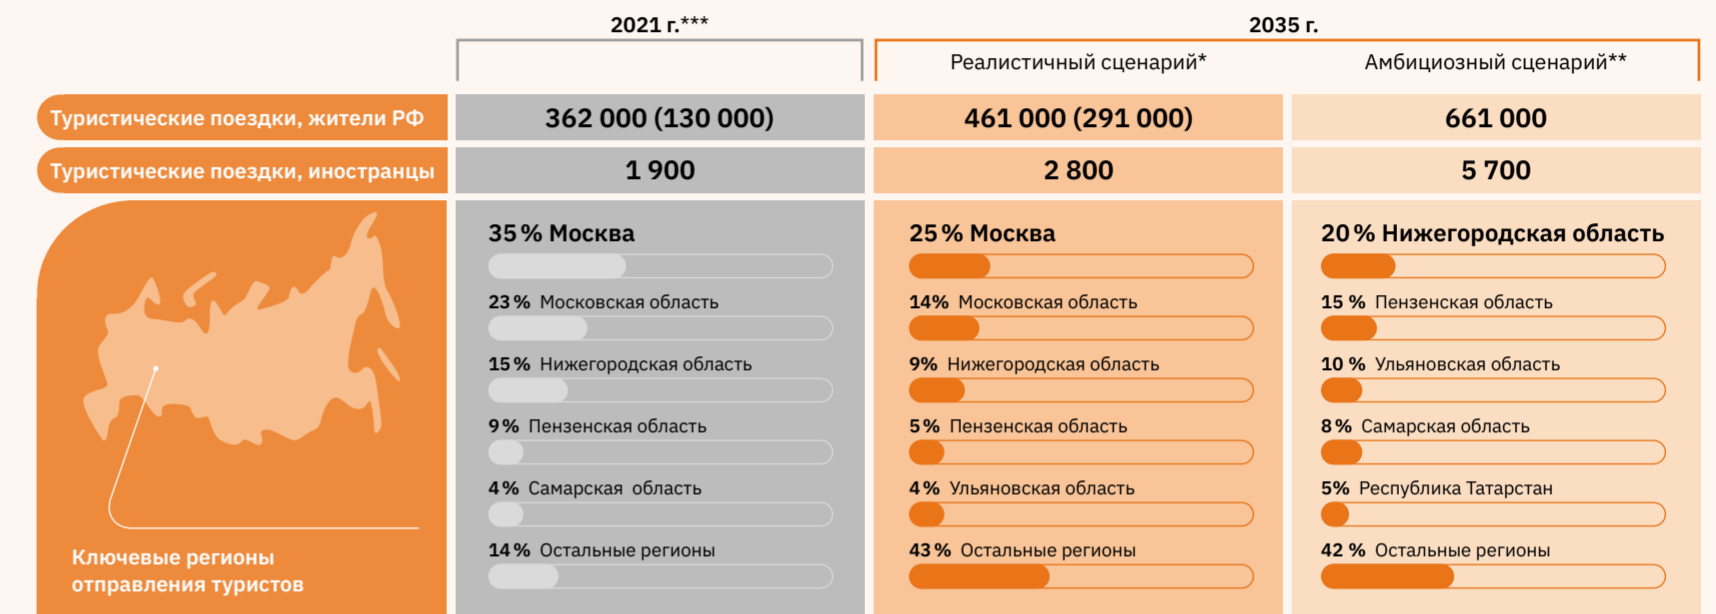 2021 г.***
2035 г.
Реалистичный сценарий*
Амбициозный сценарий**
Туристические поездки, жители РФ
362 000 (130 000)
461 000 (291 000)
661 000
Туристические поездки, иностранцы
1 900
2 800
5 700
Ключевые регионы
отправления туристов
35 % Москва
23 % Московская область
15 % Нижегородская область
9 % Пензенская область
4 % Самарская область
14 % Остальные регионы
25 % Москва
14% Московская область
9% Нижегородская область
5 % Пензенская область
4 % Ульяновская область
43 % Остальные регионы
20 % Нижегородская область
15 % Пензенская область
10 % Ульяновская область
8 % Самарская область
5% Республика Татарстан
42 % Остальные регионы